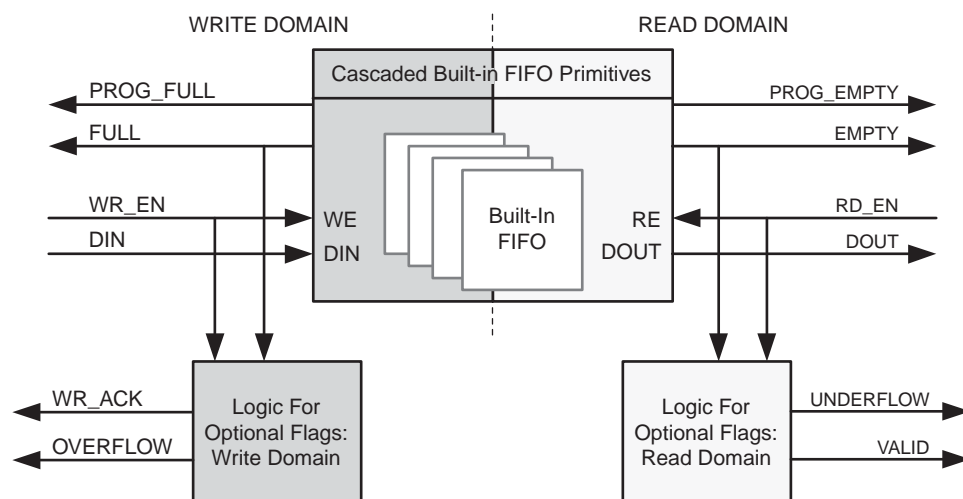 WRITE DOMAIN
READ DOMAIN
Cascaded Built-in FIFO Primitives
PROG_FULL
PROG_EMPTY
FULL
EMPTY
WR_EN
WE
Built-In
FIFO
RE
RD_EN
DIN
DIN
DOUT
DOUT
WR_ACK
OVERFLOW
Logic For
Optional Flags:
Write Domain
Logic For
Optional Flags:
Read Domain
UNDERFLOW
VALID